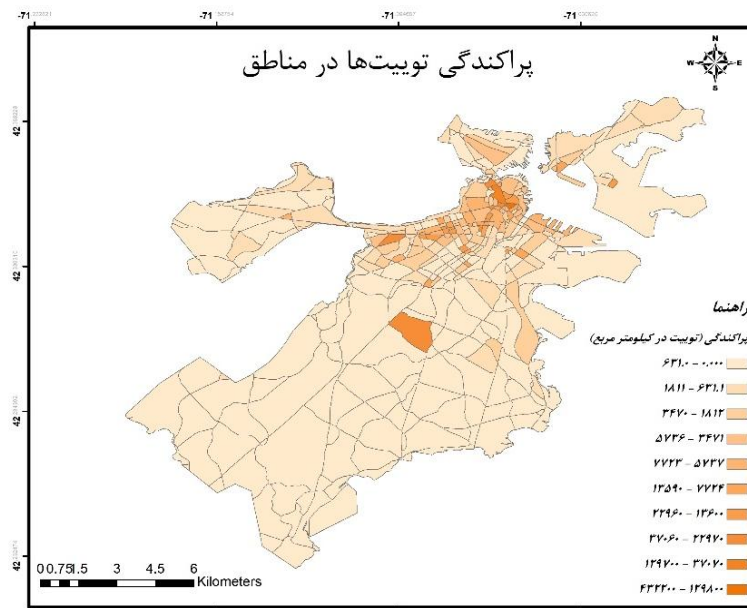 -71
-71
-71
-71
پراکندگی توییت‌ها در مناطق
N
W E
S
42
42
42
42
راهنما
پراکندگی (توییت در کیلومتر مربع)
۶۳۱.۰ - ۰.۰۰۰
۱۸۱۱ - ۶۳۱.۱
۳۴۷۰ - ۱۸۱۲
۵۷۳۶ - ۳۴۷۱
۷۷۲۳ - ۵۷۳۷
۱۳۵۹۰ - ۷۷۲۴
۲۲۹۶۰ - ۱۳۶۰۰
۳۷۰۶۰ - ۲۲۹۷۰
۱۲۹۷۰۰ - ۳۷۰۷۰
۴۳۲۲۰۰ - ۱۲۹۸۰۰
0 0.75 1.5 3 4.5 6
Kilometers